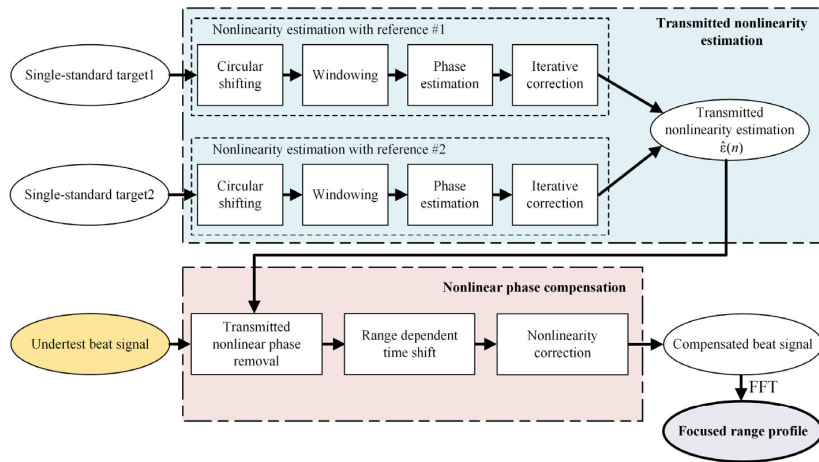 Nonlinearity estimation with reference #1
Transmitted nonlinearity
estimation
Single-standard target1
Circular
shifting
Windowing
Phase
estimation
Iterative
correction
Transmitted
nonlinearity estimation
ε̂(n)
Nonlinearity estimation with reference #2
Single-standard target2
Circular
shifting
Windowing
Phase
estimation
Iterative
correction
Nonlinear phase compensation
Undertest beat signal
Transmitted
nonlinear phase
removal
Range dependent
time shift
Nonlinearity
correction
Compensated beat signal
FFT
Focused range profile